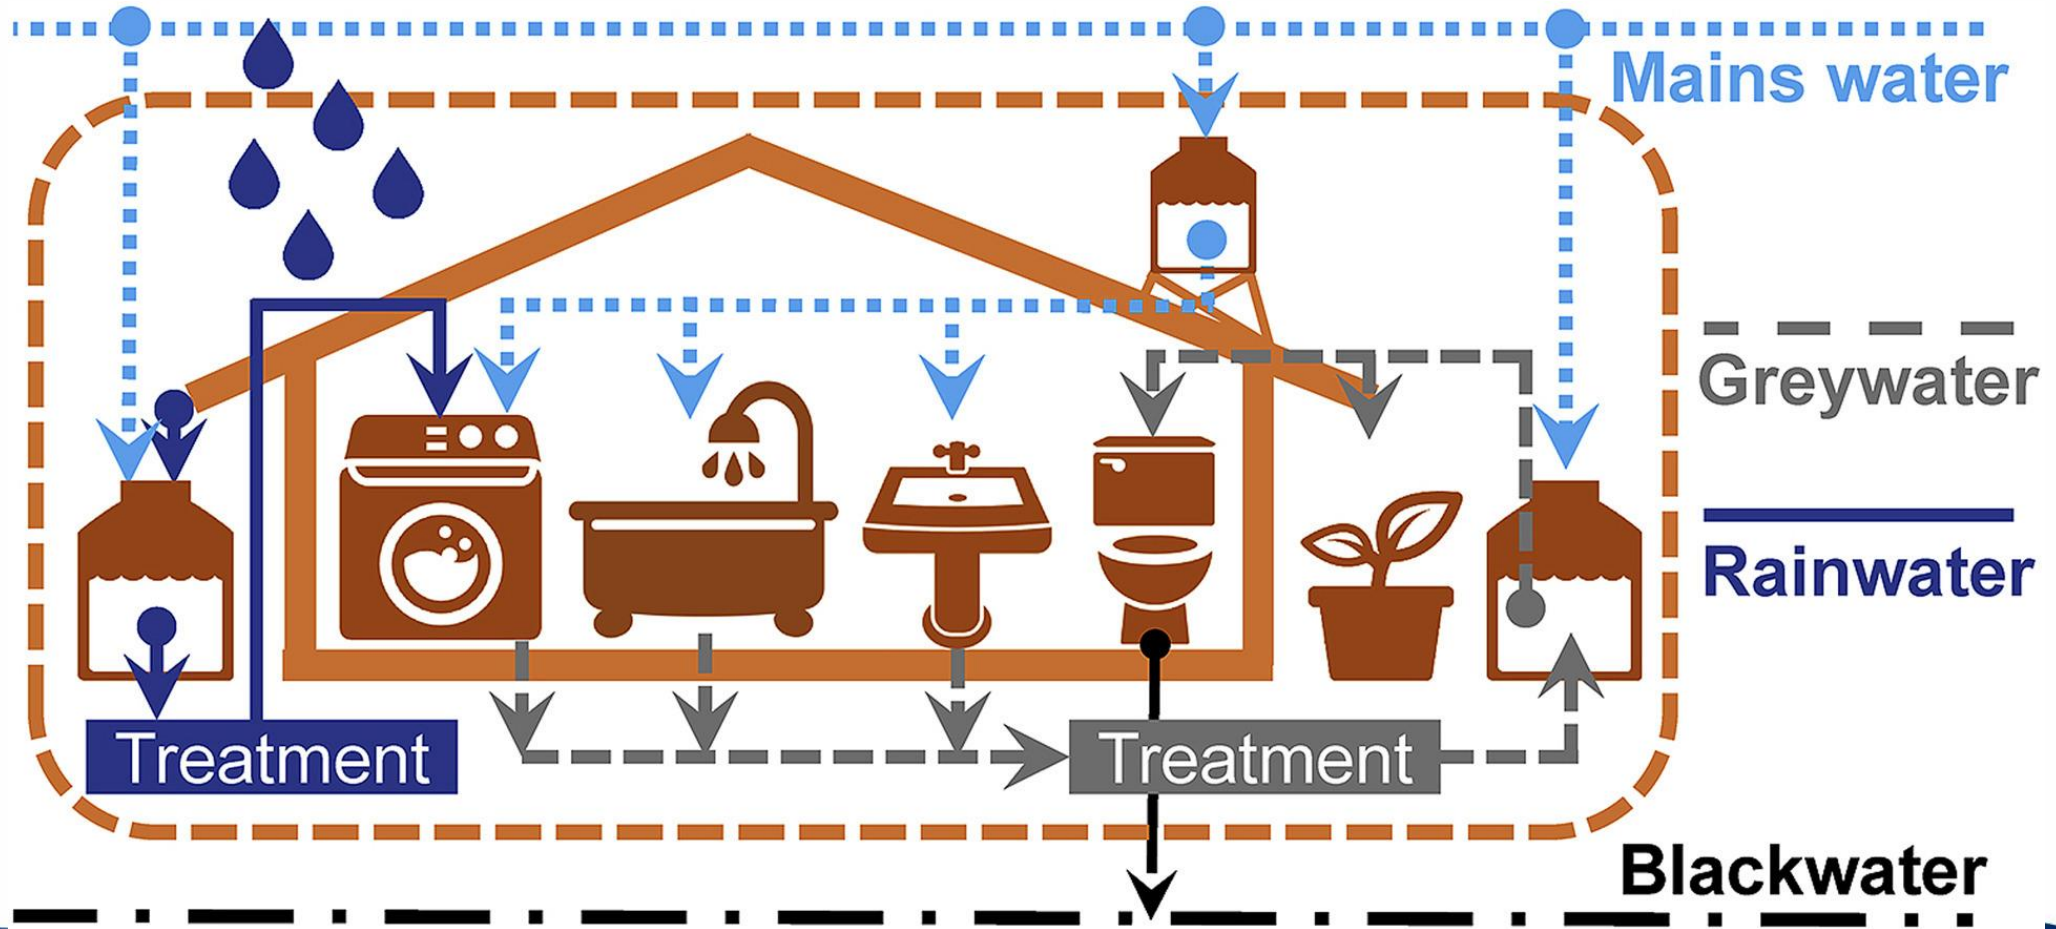 Mains water
Greywater
Rainwater
Treatment
Treatment
Blackwater